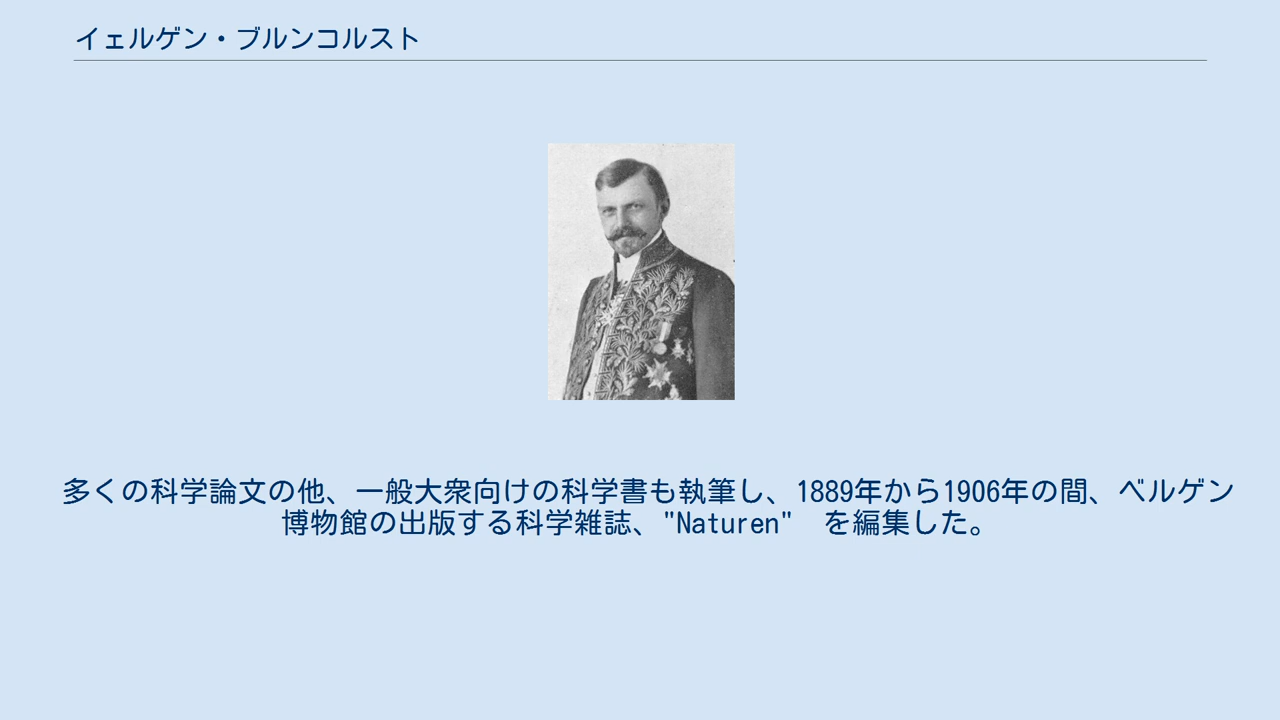 イェルゲン・ブルンコルスト
多くの科学論文の他、一般大衆向けの科学書も執筆し、1889年から1906年の間、ベルゲン
博物館の出版する科学雑誌、"Naturen"　を編集した。